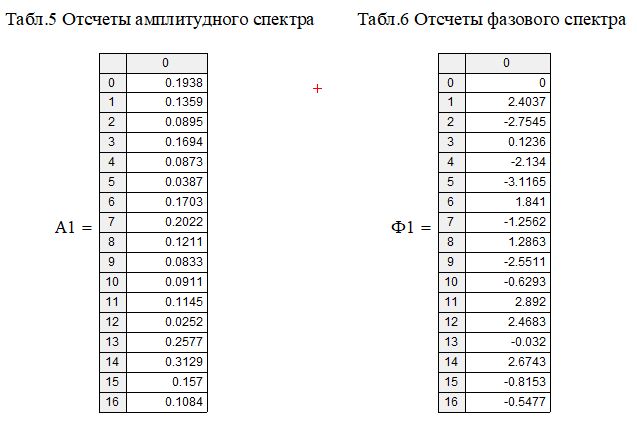 Табл.5 Отсчеты амплитудного спектра Табл.6 Отсчеты фазового спектра
0 0
0 0.1938 0 0
1 0.1359 1 2.4037
2 0.0895 2 -2.7545
3 0.1694 3 0.1236
4 0.0873 4 -2.134
5 0.0387 5 -3.1165
6 0.1703 6 1.841
A1 = 7 0.2022 Ф1 = 7 -1.2562
8 0.1211 8 1.2863
9 0.0833 9 -2.5511
10 0.0911 10 -0.6293
11 0.1145 11 2.892
12 0.0252 12 2.4683
13 0.2577 13 -0.032
14 0.3129 14 2.6743
15 0.157 15 -0.8153
16 0.1084 16 -0.5477